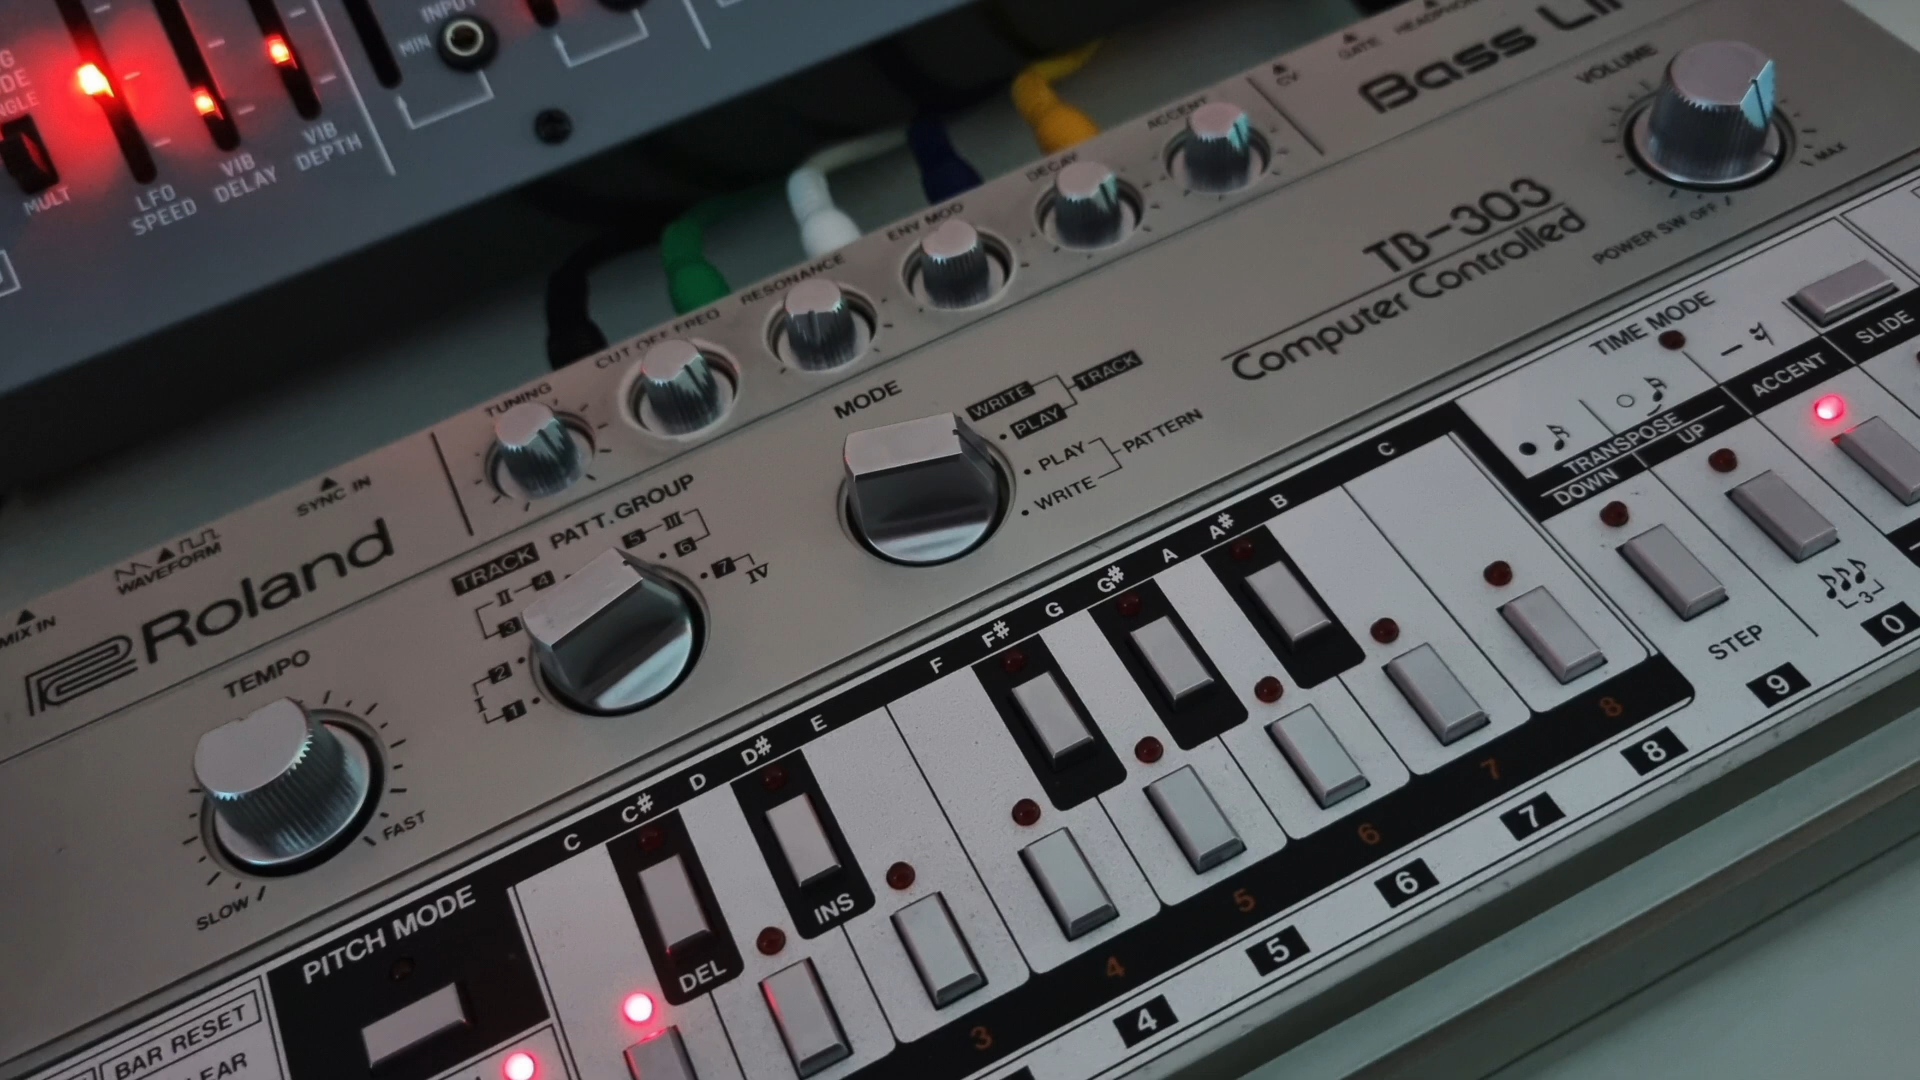 MULT
LFO
SPEED
VIB
DELAY
VIB
DEPTH
MIN
INPUT
Bass Li
GATE
CV
VOLUME
MAX
POWER SW OFF
TB-303
Computer Controlled
TUNING
CUT OFF FREQ
RESONANCE
ENV MOD
DECAY
ACCENT
MIX IN
WAVEFORM
SYNC IN
Roland
TEMPO
SLOW
FAST
TRACK
PATT.GROUP
I
II
III
IV
1
2
3
4
5
6
7
MODE
WRITE
PLAY
TRACK
PLAY
WRITE
PATTERN
TIME MODE
TRANSPOSE
DOWN
UP
ACCENT
SLIDE
STEP
3
PITCH MODE
BAR RESET
C
C#
D
D#
E
F
F#
G
G#
A
A#
B
C
DEL
INS
3
4
5
6
7
8
4
5
6
7
8
9
0